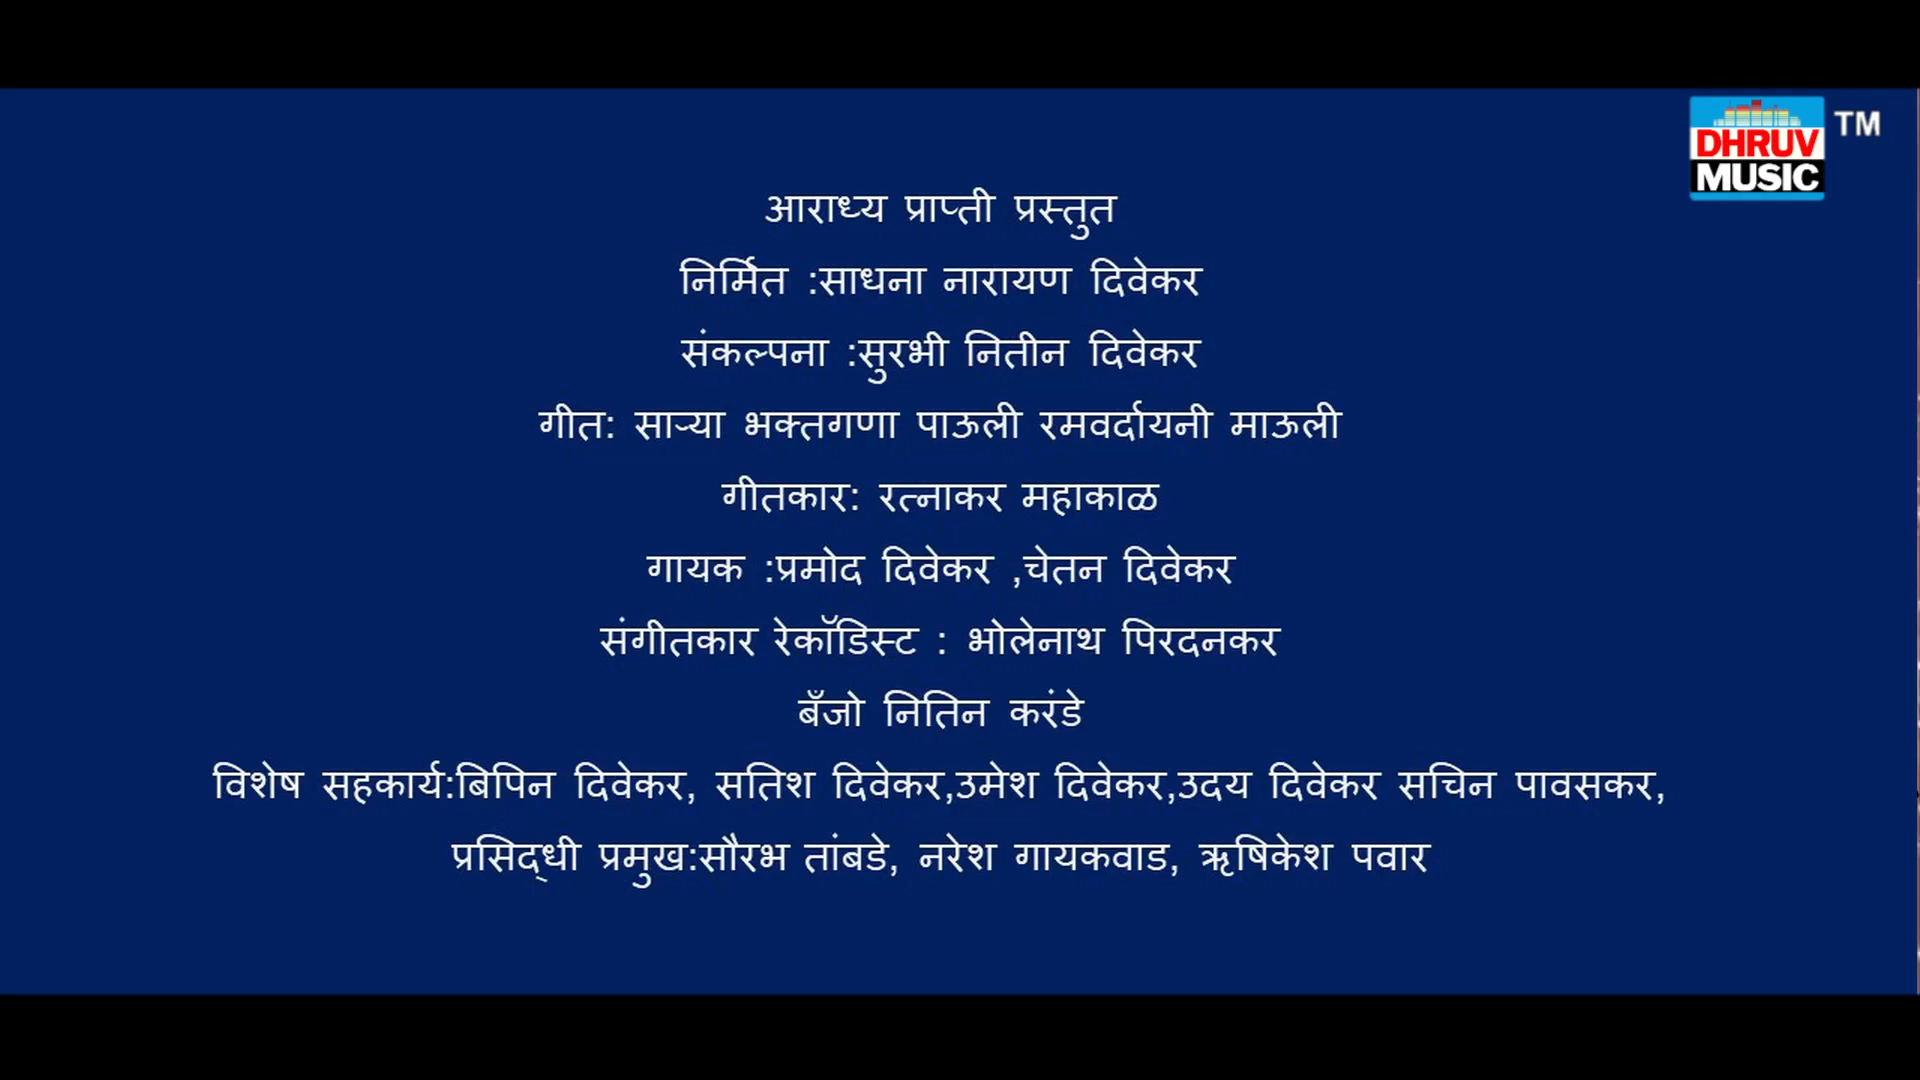 DHRUV
MUSIC
TM
आराध्य प्राप्ती प्रस्तुत
निर्मित :साधना नारायण दिवेकर
संकल्पना :सुरभी नितीन दिवेकर
गीत: साऱ्या भक्तगणा पाऊली रमवर्दायनी माऊली
गीतकार: रत्नाकर महाकाळ
गायक :प्रमोद दिवेकर ,चेतन दिवेकर
संगीतकार रेकॉडिस्ट : भोलेनाथ पिरदनकर
बँजो नितिन करंडे
विशेष सहकार्य:बिपिन दिवेकर, सतिश दिवेकर,उमेश दिवेकर,उदय दिवेकर सचिन पावसकर,
प्रसिद्धी प्रमुख:सौरभ तांबडे, नरेश गायकवाड, ऋषिकेश पवार